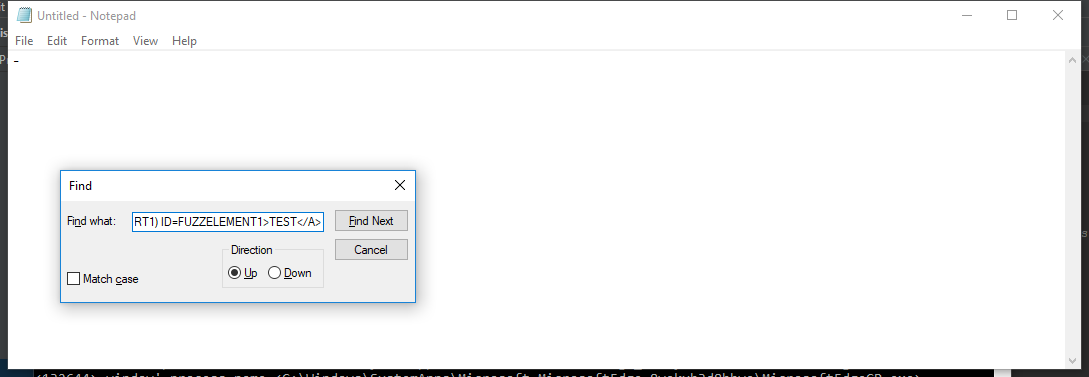 Untitled - Notepad
File Edit Format View Help
-
Find
Find what: RT1) ID=FUZZELEMENT1>TEST</A> Find Next
Direction Cancel
Up Down
Match case